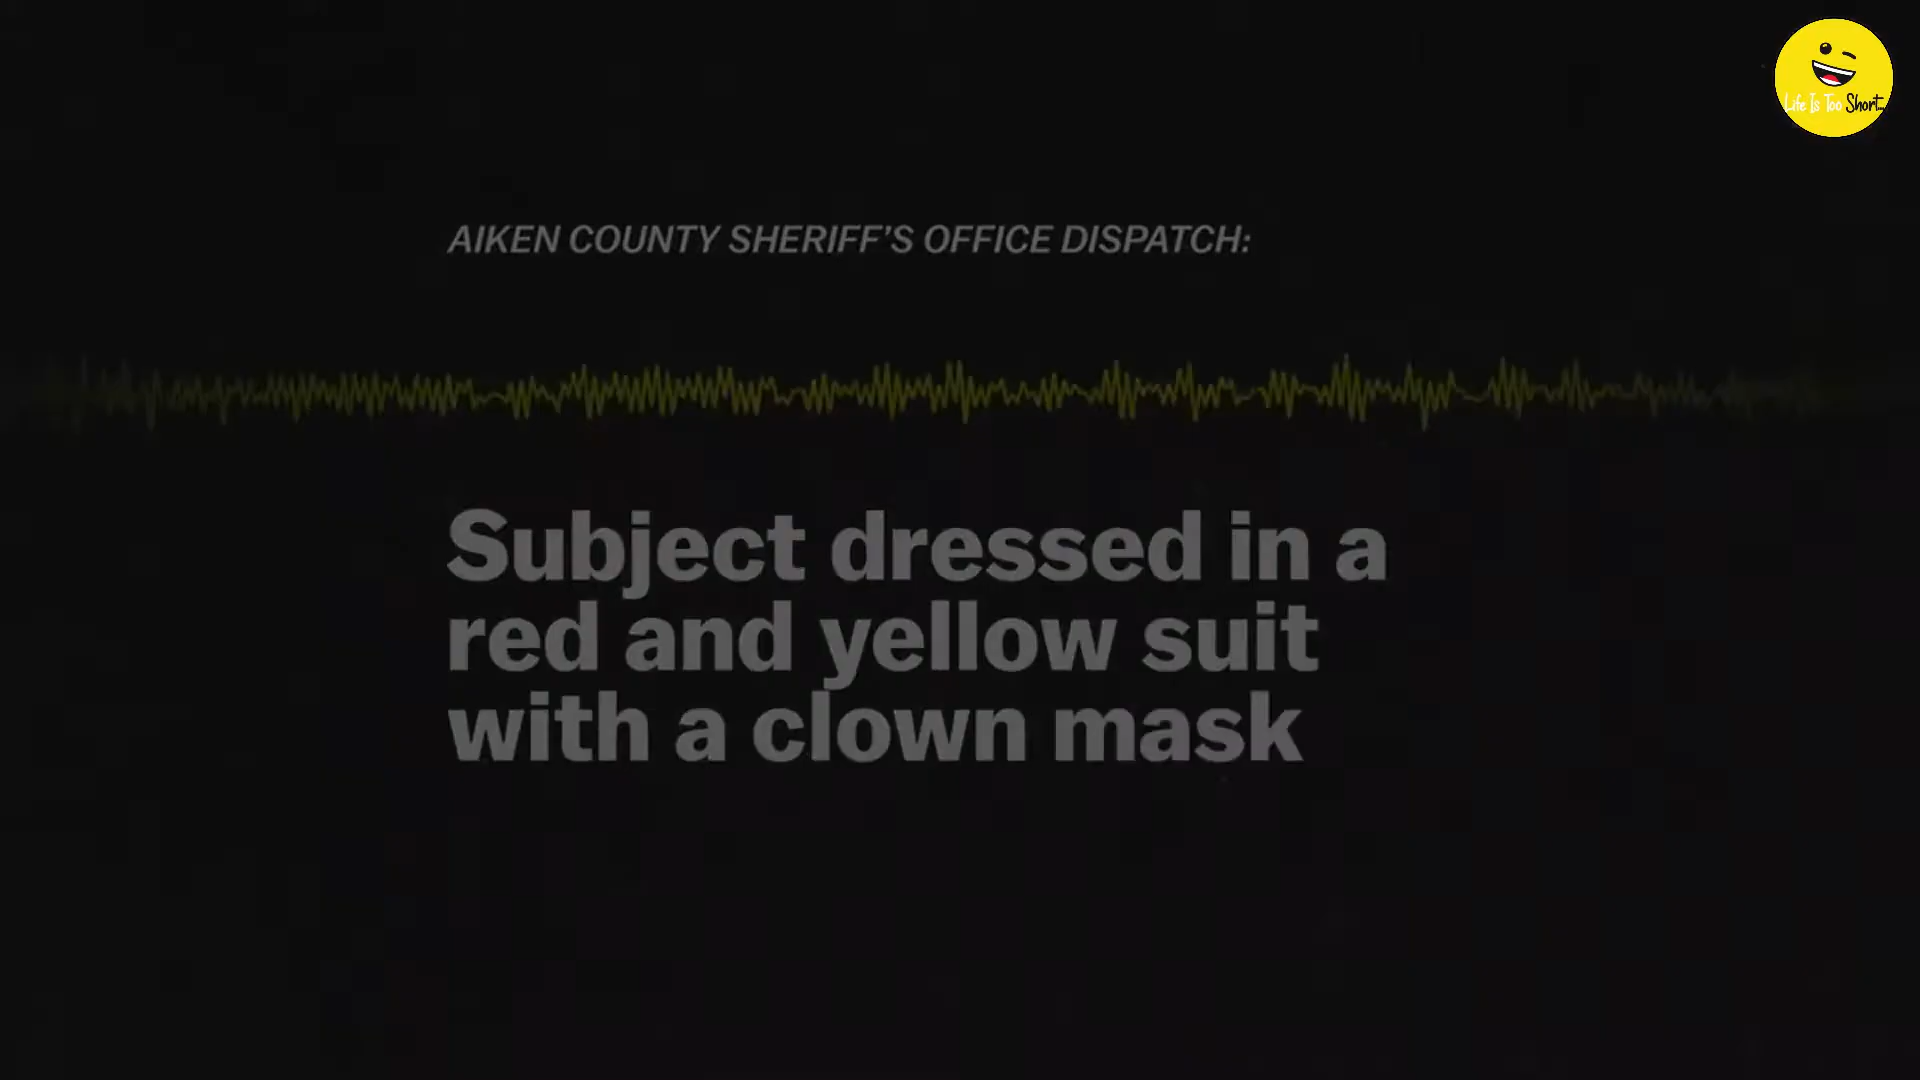 Life Is Too Short...
AIKEN COUNTY SHERIFF'S OFFICE DISPATCH:
Subject dressed in a
red and yellow suit
with a clown mask